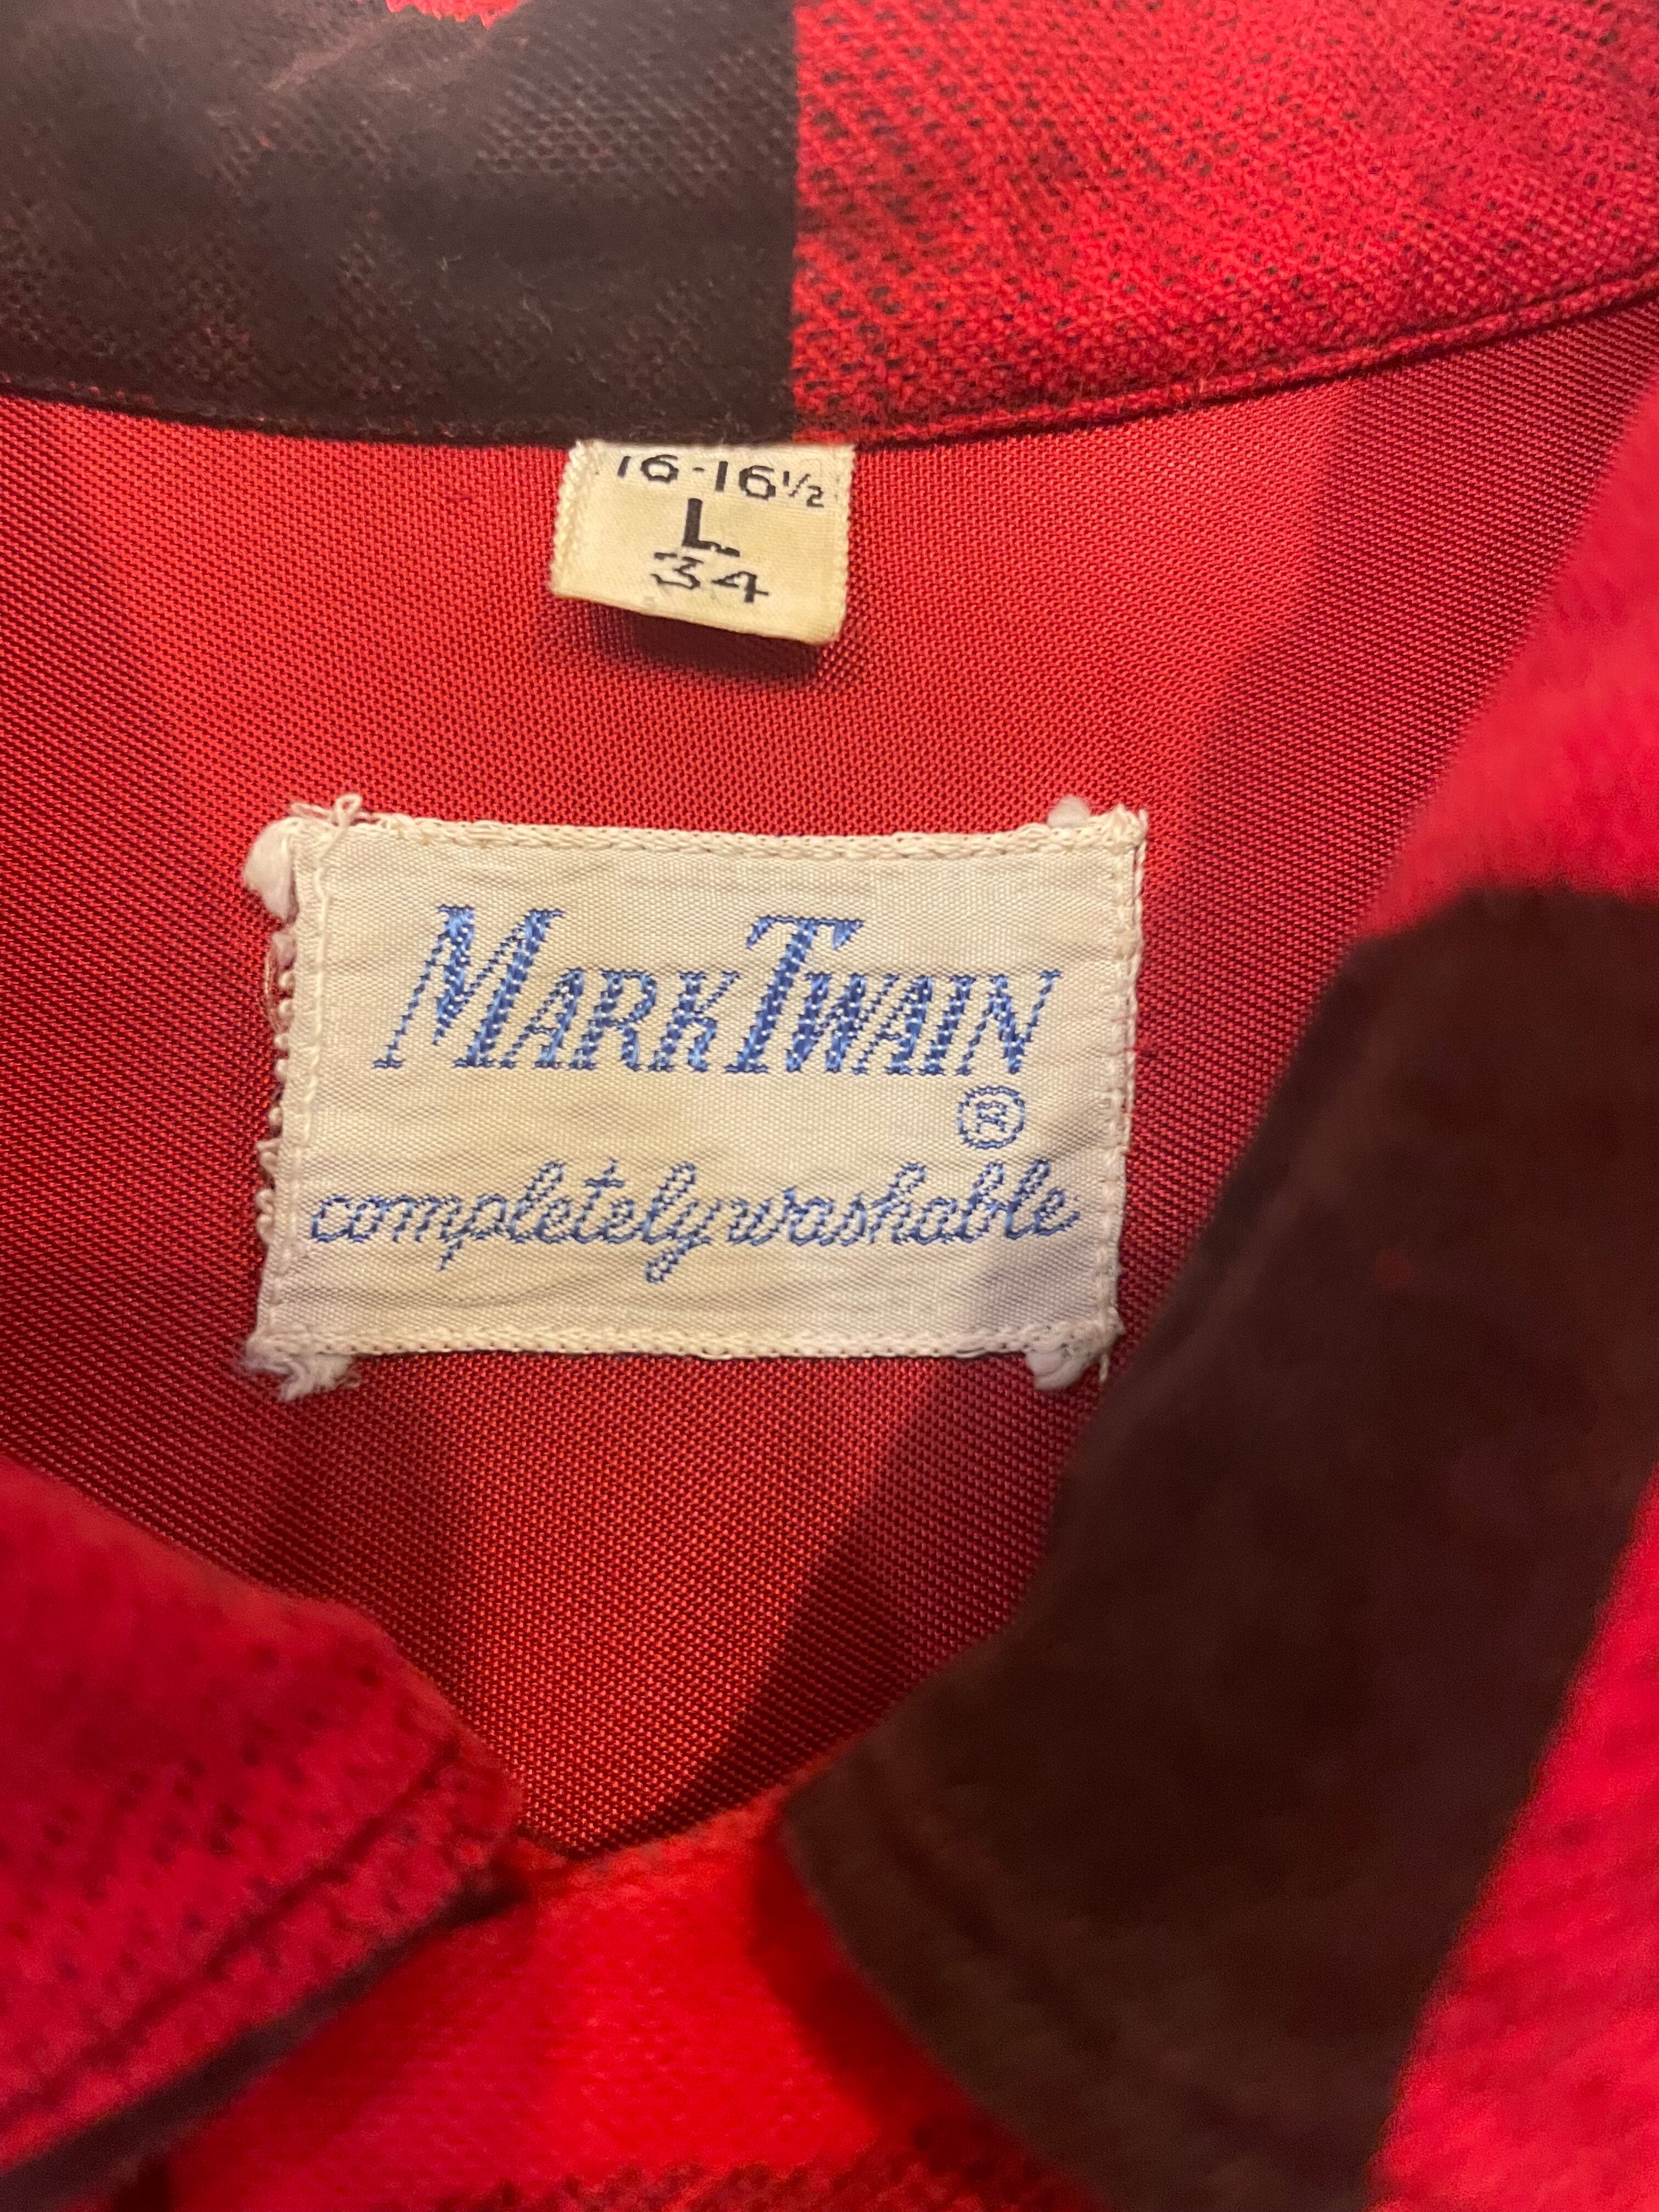 16-16½
L
34
MARK TWAIN
®
completely washable